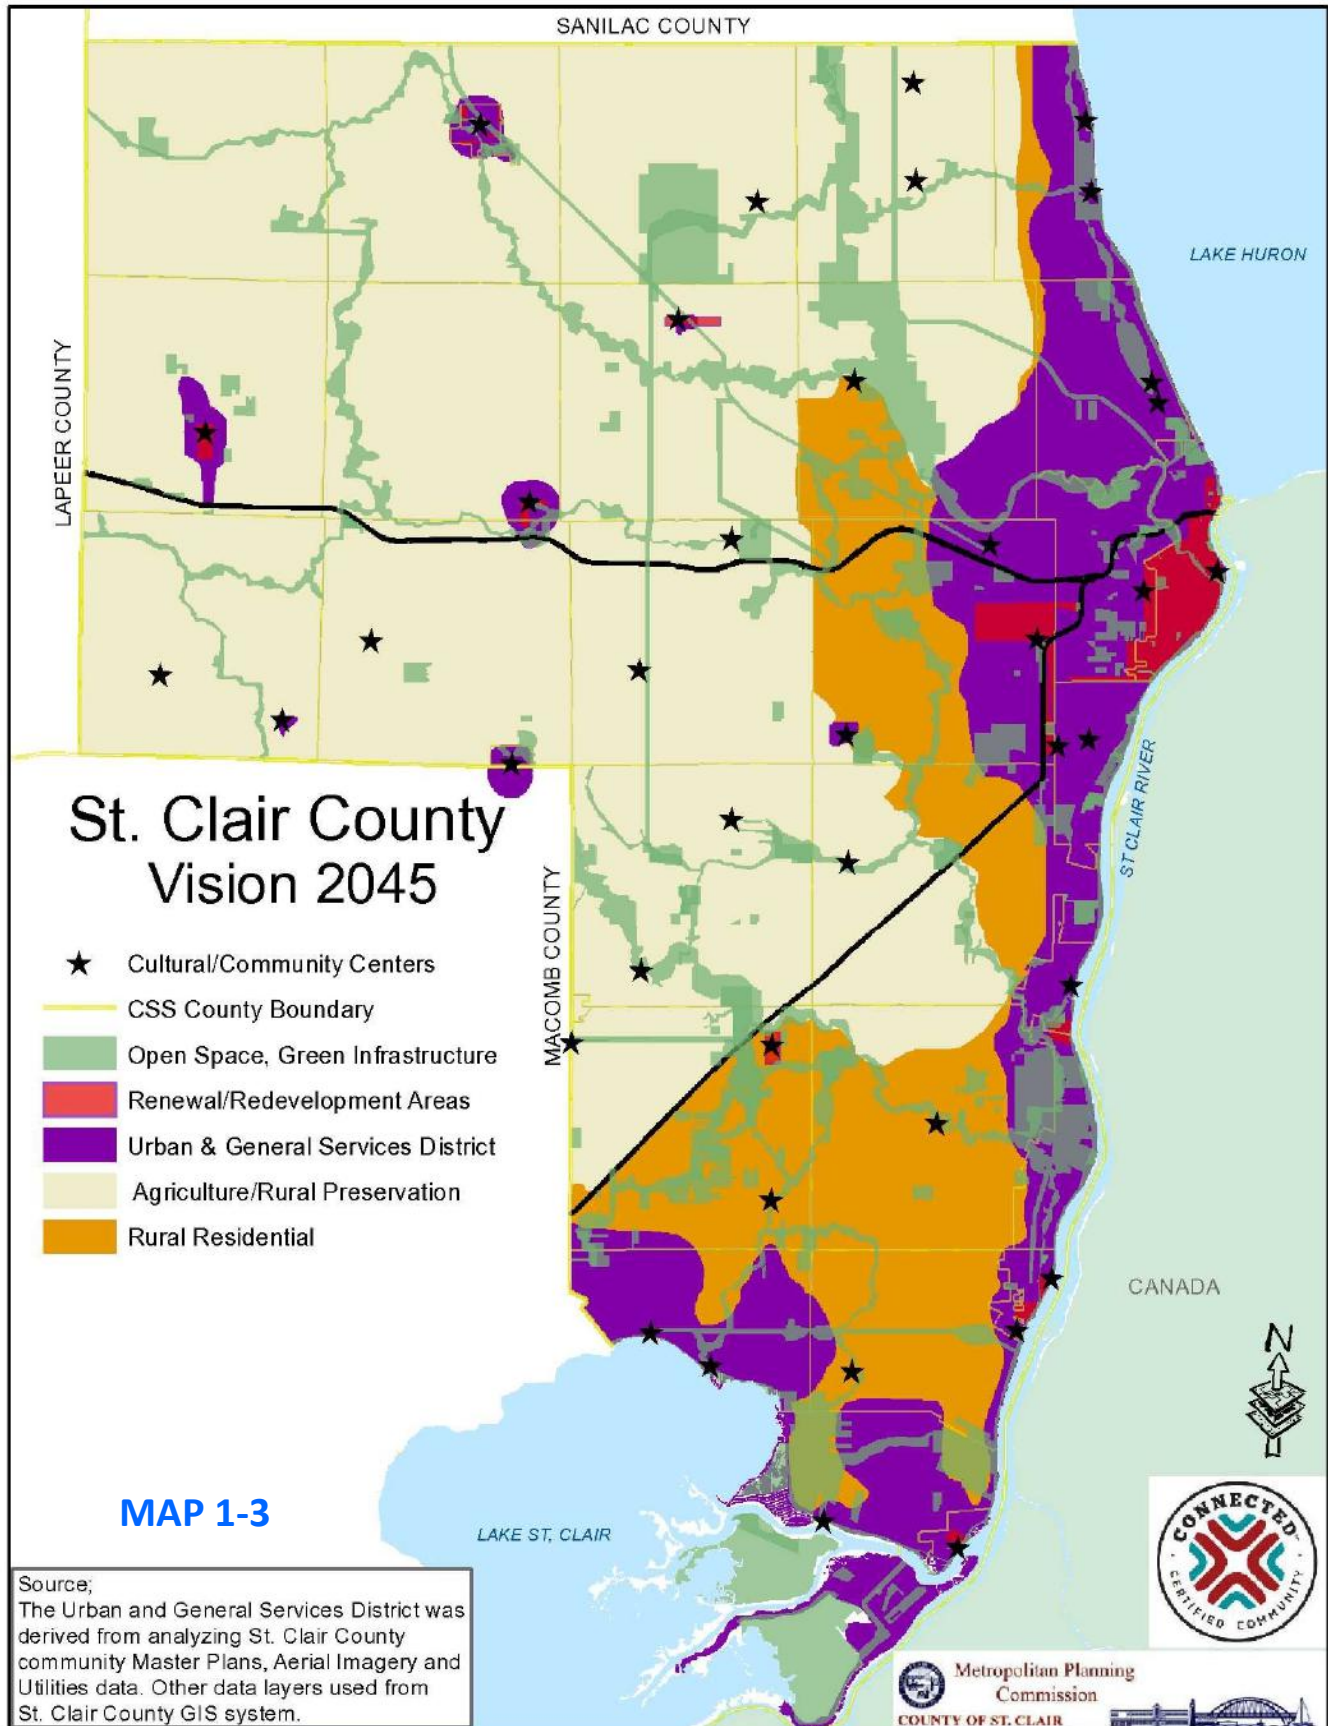 SANILAC COUNTY
LAKE HURON
LAPEER COUNTY
St. Clair County
Vision 2045
MACOMB COUNTY
ST CLAIR RIVER
★ Cultural/Community Centers
CSS County Boundary
Open Space, Green Infrastructure
Renewal/Redevelopment Areas
Urban & General Services District
Agriculture/Rural Preservation
Rural Residential
CANADA
N
MAP 1-3
LAKE ST, CLAIR
CONNECTED™
CERTIFIED COMMUNITY
Source;
The Urban and General Services District was
derived from analyzing St. Clair County
community Master Plans, Aerial Imagery and
Utilities data. Other data layers used from
St. Clair County GIS system.
Metropolitan Planning
Commission
COUNTY OF ST. CLAIR